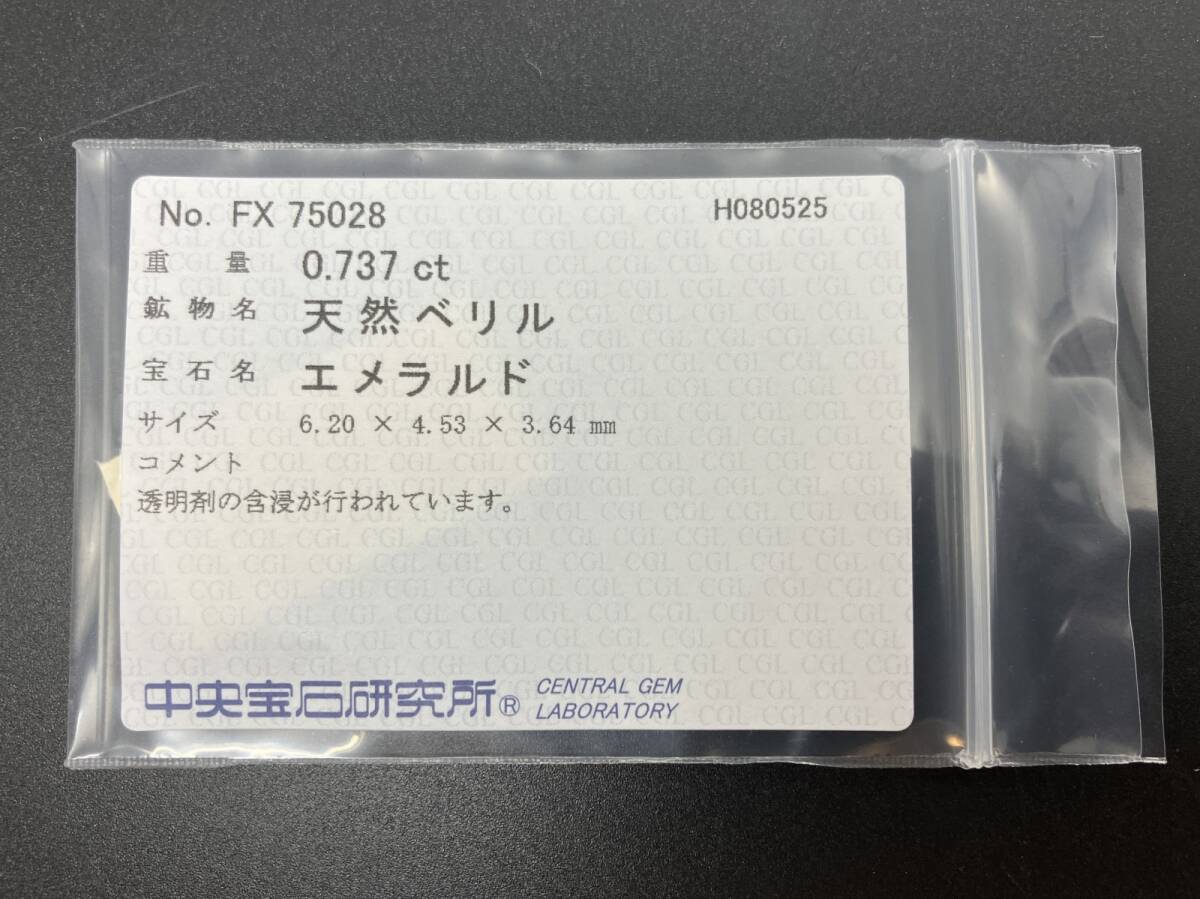 No. FX 75028 H080525
重量 0.737 ct
鉱物名 天然ベリル
宝石名 エメラルド
サイズ 6.20 × 4.53 × 3.64 mm
コメント
透明剤の含浸が行われています。
中央宝石研究所® CENTRAL GEM
LABORATORY